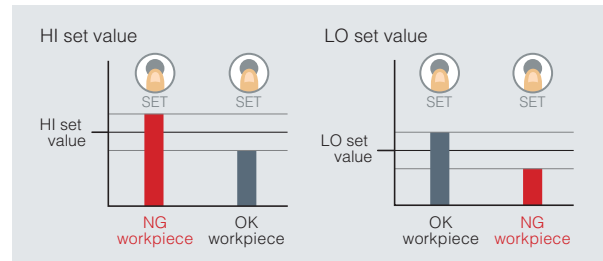 HI set value
SET
SET
HI set
value
NG
workpiece
OK
workpiece
LO set value
SET
SET
LO set
value
OK
workpiece
NG
workpiece